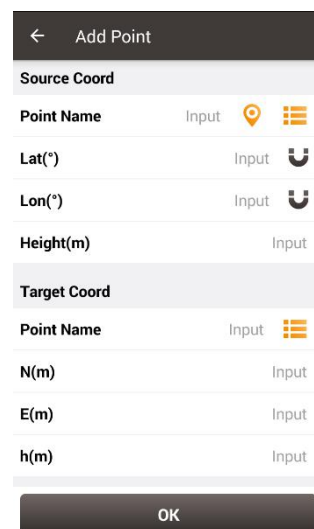 Add Point
Source Coord
Point Name Input
Lat(°) Input
Lon(°) Input
Height(m) Input
Target Coord
Point Name Input
N(m) Input
E(m) Input
h(m) Input
OK